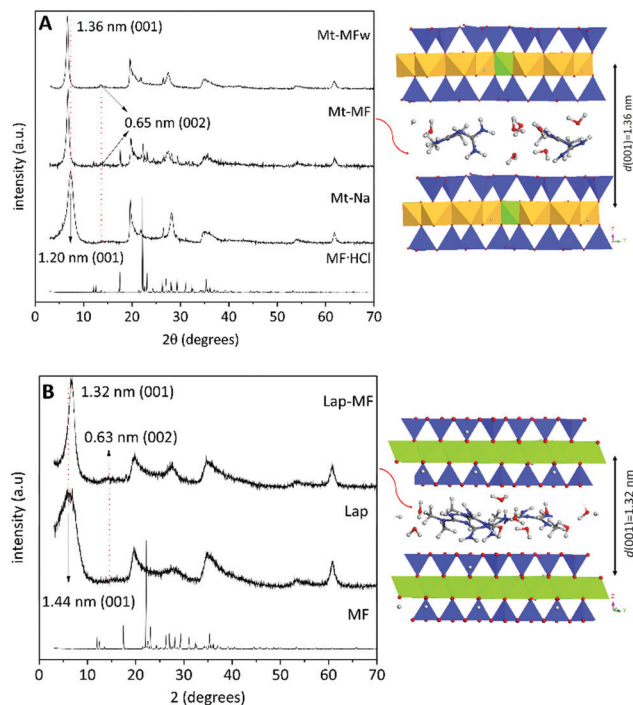 A
1.36 nm (001)
Mt-MFw
0.65 nm (002)
Mt-MF
Mt-Na
1.20 nm (001)
MF·HCl
intensity (a.u.)
0 10 20 30 40 50 60 70
2θ (degrees)
d(001)=1.36 nm
B
1.32 nm (001)
Lap-MF
0.63 nm (002)
Lap
1.44 nm (001)
MF
intensity (a.u)
0 10 20 30 40 50 60 70
2 (degrees)
d(001)=1.32 nm